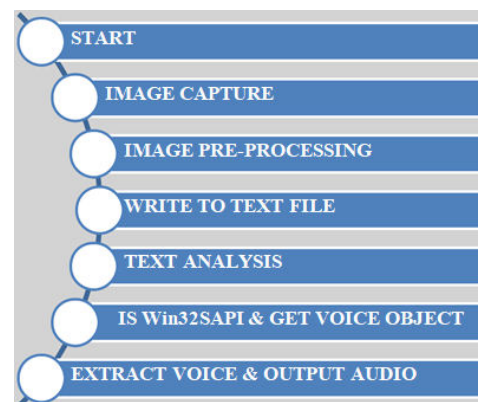 START
IMAGE CAPTURE
IMAGE PRE-PROCESSING
WRITE TO TEXT FILE
TEXT ANALYSIS
IS Win32SAPI & GET VOICE OBJECT
EXTRACT VOICE & OUTPUT AUDIO